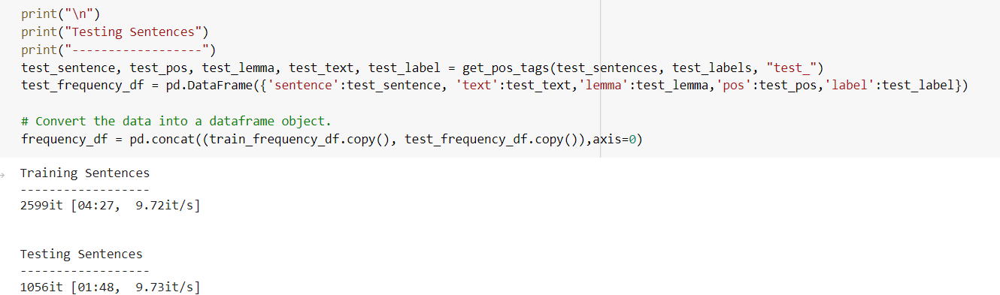 print("\n")
print("Testing Sentences")
print("------------------")
test_sentence, test_pos, test_lemma, test_text, test_label = get_pos_tags(test_sentences, test_labels, "test_")
test_frequency_df = pd.DataFrame({'sentence':test_sentence, 'text':test_text,'lemma':test_lemma,'pos':test_pos,'label':test_label})
# Convert the data into a dataframe object.
frequency_df = pd.concat((train_frequency_df.copy(), test_frequency_df.copy()),axis=0)
Training Sentences
------------------
2599it [04:27,  9.72it/s]
Testing Sentences
------------------
1056it [01:48,  9.73it/s]